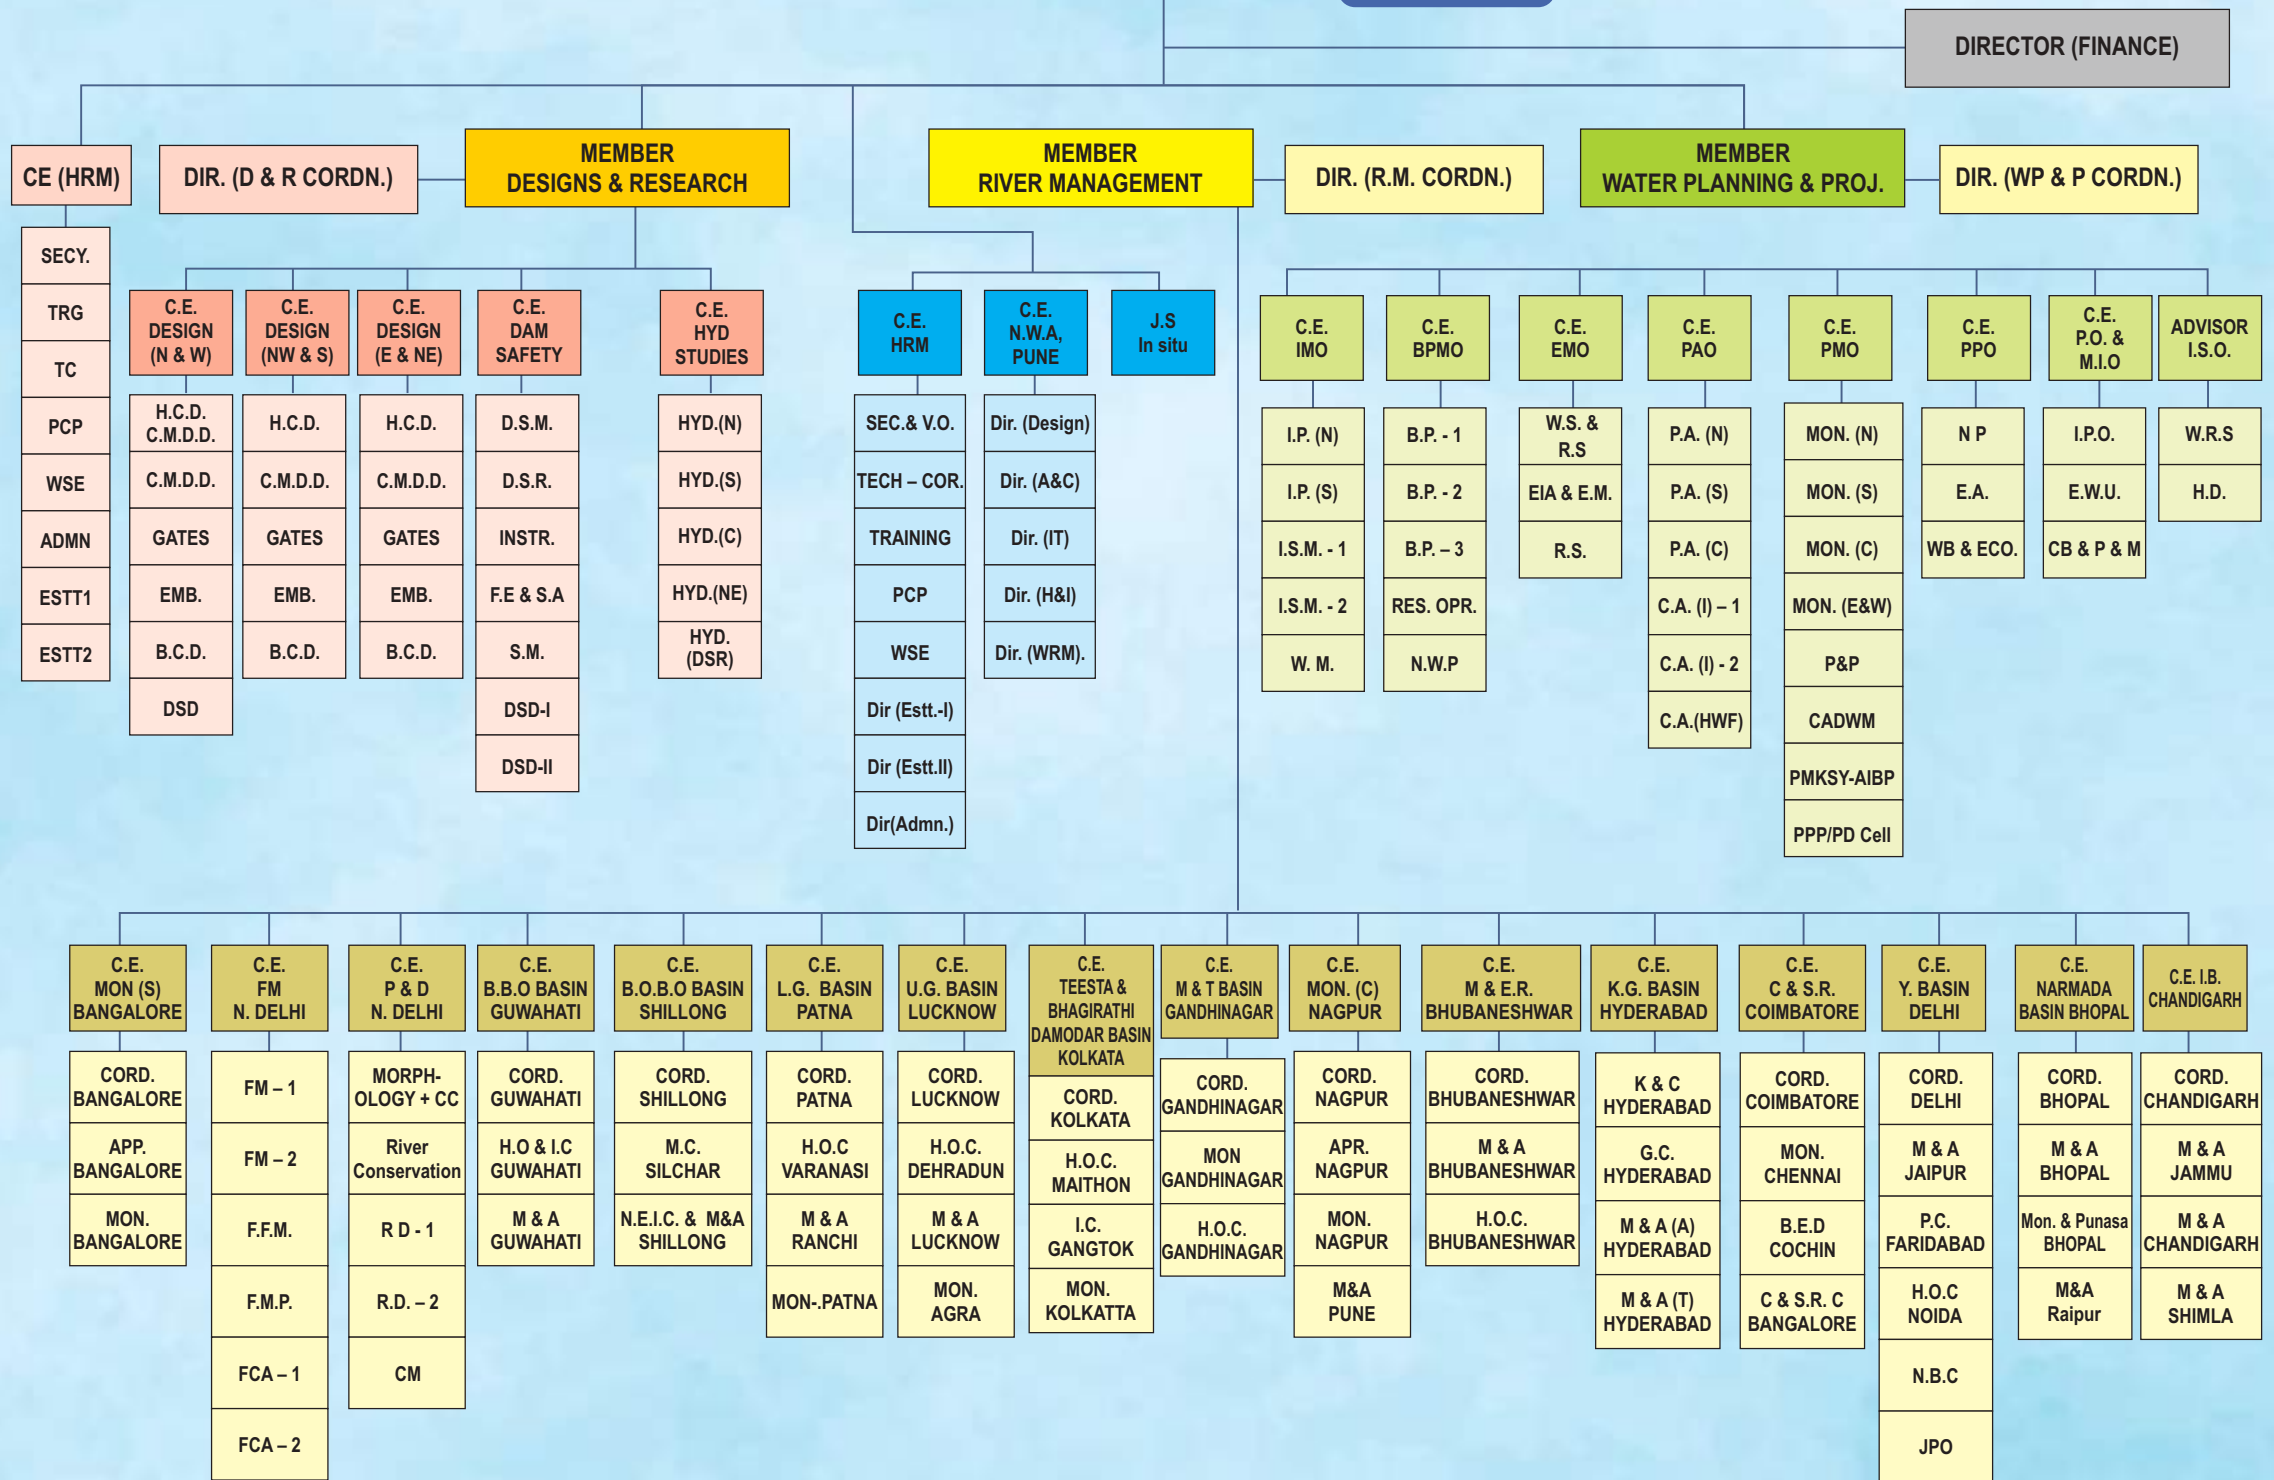 DIRECTOR (FINANCE)
CE (HRM)
DIR. (D & R CORDN.)
MEMBER
DESIGNS & RESEARCH
MEMBER
RIVER MANAGEMENT
DIR. (R.M. CORDN.)
MEMBER
WATER PLANNING & PROJ.
DIR. (WP & P CORDN.)
SECY.
TRG
TC
PCP
WSE
ADMN
ESTT1
ESTT2
C.E.
DESIGN
(N & W)
H.C.D.
C.M.D.D.
C.M.D.D.
GATES
EMB.
B.C.D.
DSD
C.E.
DESIGN
(NW & S)
H.C.D.
C.M.D.D.
GATES
EMB.
B.C.D.
C.E.
DESIGN
(E & NE)
H.C.D.
C.M.D.D.
GATES
EMB.
B.C.D.
C.E.
DAM
SAFETY
D.S.M.
D.S.R.
INSTR.
F.E & S.A
S.M.
DSD-I
DSD-II
C.E.
HYD
STUDIES
HYD.(N)
HYD.(S)
HYD.(C)
HYD.(NE)
HYD.
(DSR)
C.E.
HRM
SEC.& V.O.
TECH – COR.
TRAINING
PCP
WSE
Dir (Estt.-I)
Dir (Estt.II)
Dir(Admn.)
C.E.
N.W.A,
PUNE
Dir. (Design)
Dir. (A&C)
Dir. (IT)
Dir. (H&I)
Dir. (WRM).
J.S
In situ
C.E.
IMO
I.P. (N)
I.P. (S)
I.S.M. - 1
I.S.M. - 2
W. M.
C.E.
BPMO
B.P. - 1
B.P. - 2
B.P. – 3
RES. OPR.
N.W.P
C.E.
EMO
W.S. &
R.S
EIA & E.M.
R.S.
C.E.
PAO
P.A. (N)
P.A. (S)
P.A. (C)
C.A. (I) – 1
C.A. (I) - 2
C.A.(HWF)
C.E.
PMO
MON. (N)
MON. (S)
MON. (C)
MON. (E&W)
P&P
CADWM
PMKSY-AIBP
PPP/PD Cell
C.E.
PPO
N P
E.A.
WB & ECO.
C.E.
P.O. &
M.I.O
I.P.O.
E.W.U.
CB & P & M
ADVISOR
I.S.O.
W.R.S
H.D.
C.E.
MON (S)
BANGALORE
CORD.
BANGALORE
APP.
BANGALORE
MON.
BANGALORE
C.E.
FM
N. DELHI
FM – 1
FM – 2
F.F.M.
F.M.P.
FCA – 1
FCA – 2
C.E.
P & D
N. DELHI
MORPH-
OLOGY + CC
River
Conservation
R D - 1
R.D. – 2
CM
C.E.
B.B.O BASIN
GUWAHATI
CORD.
GUWAHATI
H.O & I.C
GUWAHATI
M & A
GUWAHATI
C.E.
B.O.B.O BASIN
SHILLONG
CORD.
SHILLONG
M.C.
SILCHAR
N.E.I.C. & M&A
SHILLONG
C.E.
L.G. BASIN
PATNA
CORD.
PATNA
H.O.C
VARANASI
M & A
RANCHI
MON-.PATNA
C.E.
U.G. BASIN
LUCKNOW
CORD.
LUCKNOW
H.O.C.
DEHRADUN
M & A
LUCKNOW
MON.
AGRA
C.E.
TEESTA &
BHAGIRATHI
DAMODAR BASIN
KOLKATA
CORD.
KOLKATA
H.O.C.
MAITHON
I.C.
GANGTOK
MON.
KOLKATTA
C.E.
M & T BASIN
GANDHINAGAR
CORD.
GANDHINAGAR
MON
GANDHINAGAR
H.O.C.
GANDHINAGAR
C.E.
MON. (C)
NAGPUR
CORD.
NAGPUR
APR.
NAGPUR
MON.
NAGPUR
M&A
PUNE
C.E.
M & E.R.
BHUBANESHWAR
CORD.
BHUBANESHWAR
M & A
BHUBANESHWAR
H.O.C.
BHUBANESHWAR
C.E.
K.G. BASIN
HYDERABAD
K & C
HYDERABAD
G.C.
HYDERABAD
M & A (A)
HYDERABAD
M & A (T)
HYDERABAD
C.E.
C & S.R.
COIMBATORE
CORD.
COIMBATORE
MON.
CHENNAI
B.E.D
COCHIN
C & S.R. C
BANGALORE
C.E.
Y. BASIN
DELHI
CORD.
DELHI
M & A
JAIPUR
P.C.
FARIDABAD
H.O.C
NOIDA
N.B.C
JPO
C.E.
NARMADA
BASIN BHOPAL
CORD.
BHOPAL
M & A
BHOPAL
Mon. & Punasa
BHOPAL
M&A
Raipur
C.E. I.B.
CHANDIGARH
CORD.
CHANDIGARH
M & A
JAMMU
M & A
CHANDIGARH
M & A
SHIMLA